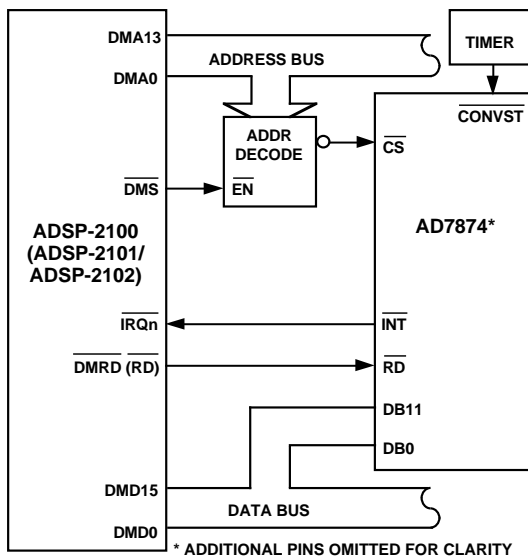 DMA13
ADDRESS BUS
DMA0
TIMER
CONVST
ADDR
DECODE
CS
DMS
EN
ADSP-2100
(ADSP-2101/
ADSP-2102)
AD7874*
IRQn
INT
DMRD (RD)
RD
DB11
DB0
DMD15
DATA BUS
DMD0
* ADDITIONAL PINS OMITTED FOR CLARITY